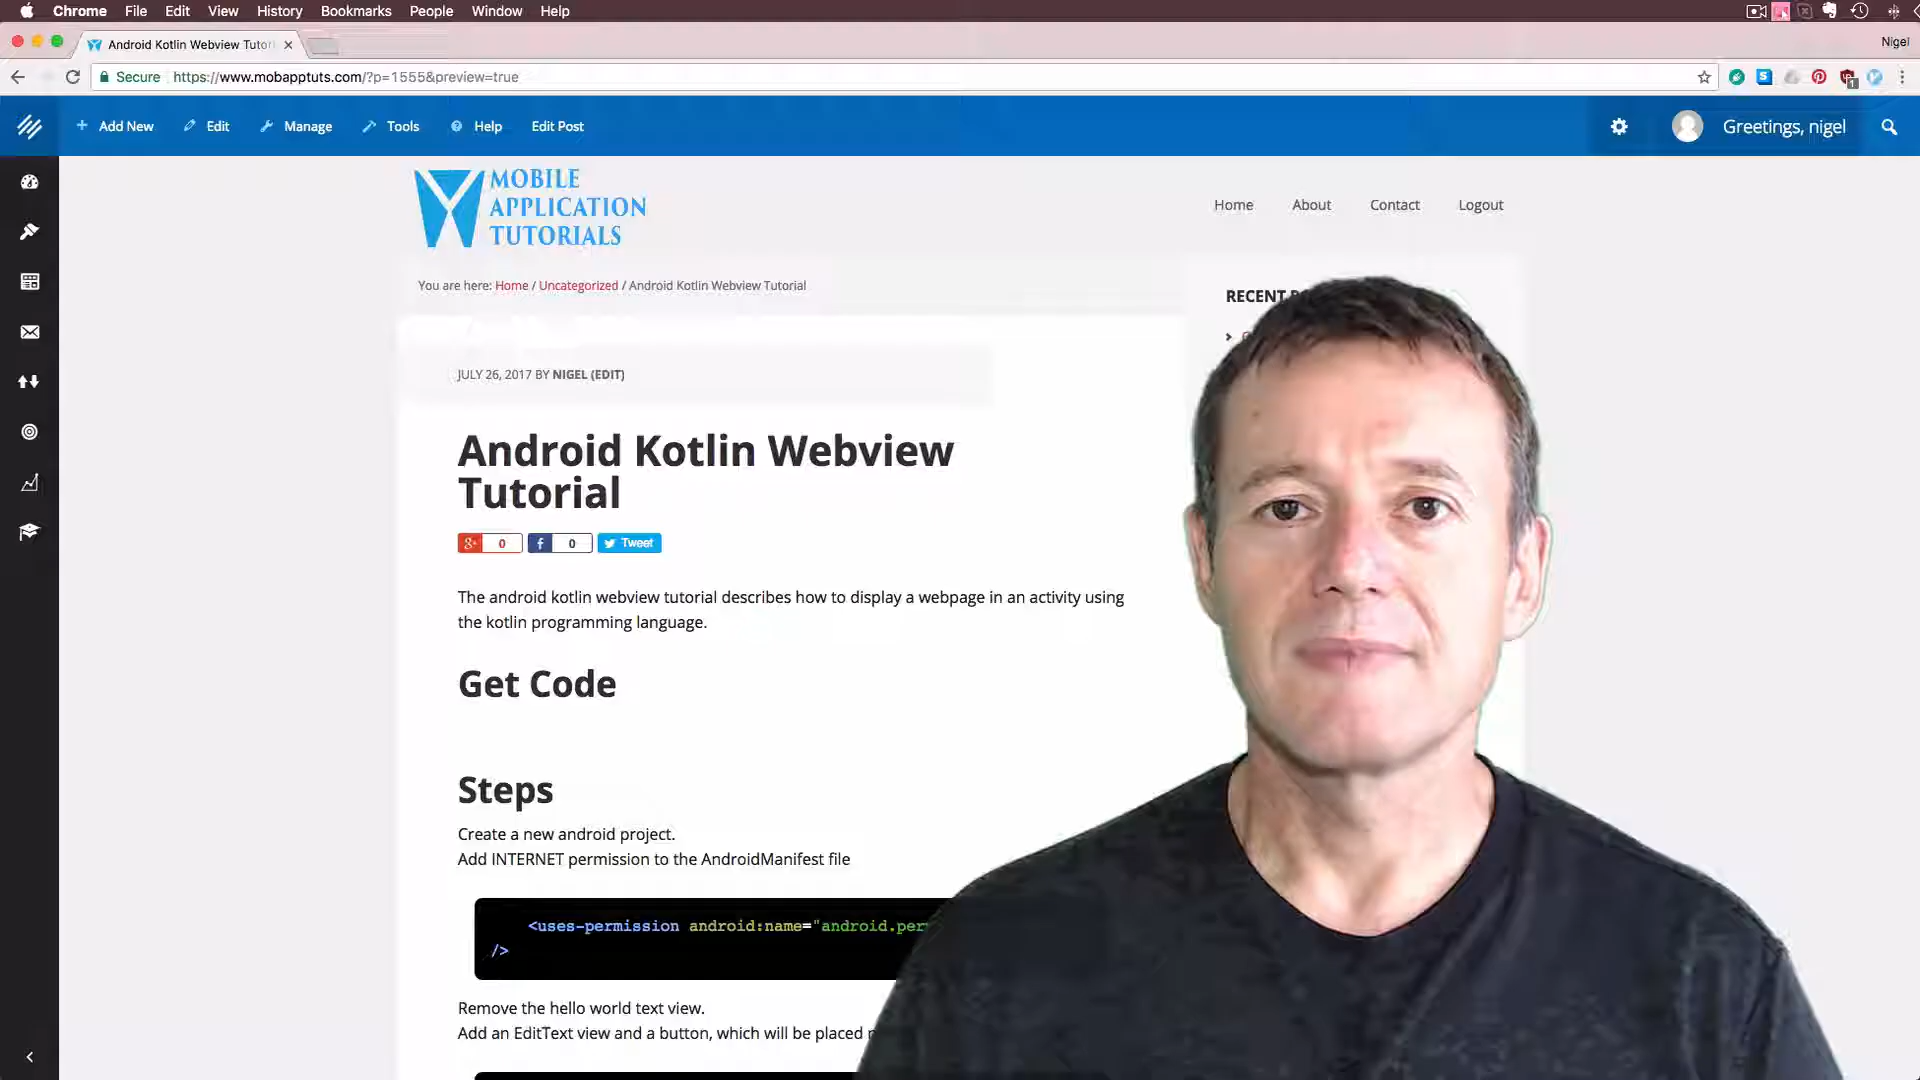 Chrome File Edit View History Bookmarks People Window Help
Android Kotlin Webview Tutori
Nigel
Secure https://www.mobapptuts.com/?p=1555&preview=true
1
Add New Edit Manage Tools Help Edit Post Greetings, nigel
MOBILE
APPLICATION
TUTORIALS
Home About Contact Logout
You are here: Home / Uncategorized / Android Kotlin Webview Tutorial
RECENT
JULY 26, 2017 BY NIGEL (EDIT)
Android Kotlin Webview
Tutorial
0 0 Tweet
The android kotlin webview tutorial describes how to display a webpage in an activity using
the kotlin programming language.
Get Code
Steps
Create a new android project.
Add INTERNET permission to the AndroidManifest file
<uses-permission android:name="android.per
/>
Remove the hello world text view.
Add an EditText view and a button, which will be placed